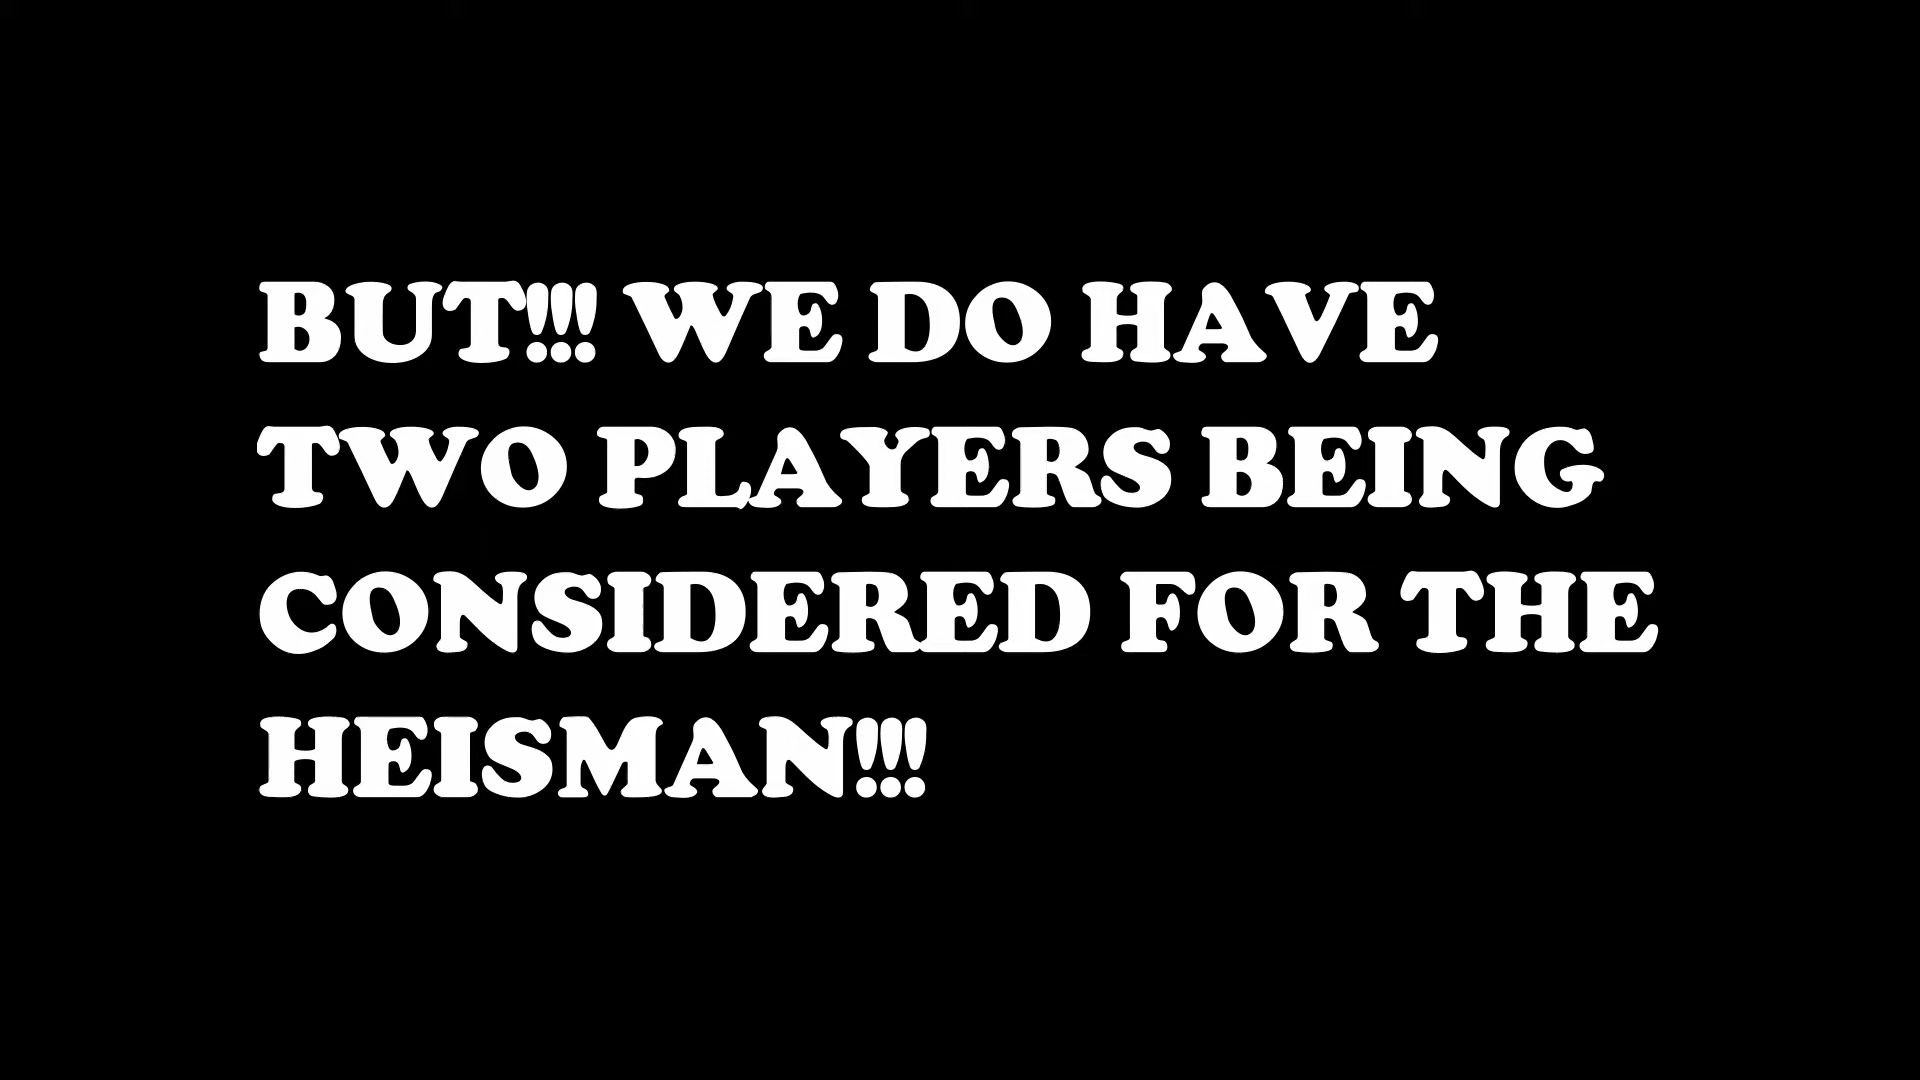 BUT!!! WE DO HAVE
TWO PLAYERS BEING
CONSIDERED FOR THE
HEISMAN!!!